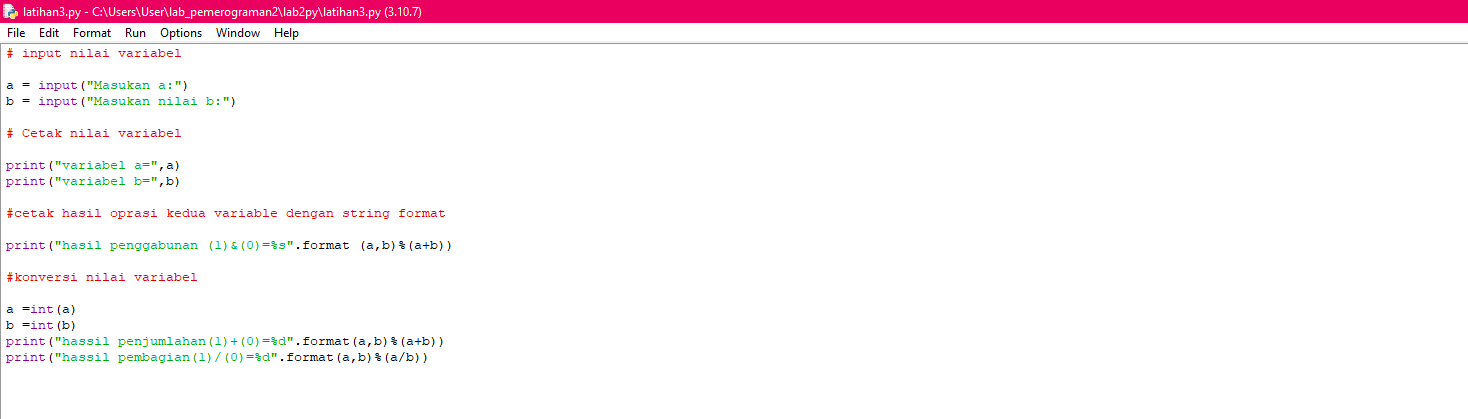 latihan3.py - C:\Users\User\lab_pemerograman2\lab2py\latihan3.py (3.10.7)
File Edit Format Run Options Window Help
# input nilai variabel
a = input("Masukan a:")
b = input("Masukan nilai b:")
# Cetak nilai variabel
print("variabel a=",a)
print("variabel b=",b)
#cetak hasil oprasi kedua variable dengan string format
print("hasil penggabunan (1)&(0)=%s".format (a,b)%(a+b))
#konversi nilai variabel
a =int(a)
b =int(b)
print("hassil penjumlahan(1)+(0)=%d".format(a,b)%(a+b))
print("hassil pembagian(1)/(0)=%d".format(a,b)%(a/b))